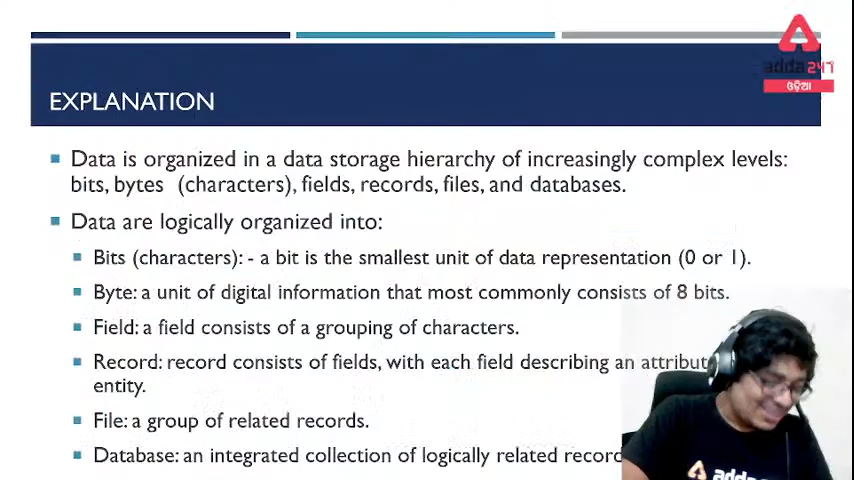 adda247
ଓଡ଼ିଆ
EXPLANATION
Data is organized in a data storage hierarchy of increasingly complex levels:
bits, bytes (characters), fields, records, files, and databases.
Data are logically organized into:
Bits (characters): - a bit is the smallest unit of data representation (0 or 1).
Byte: a unit of digital information that most commonly consists of 8 bits.
Field: a field consists of a grouping of characters.
Record: record consists of fields, with each field describing an
entity.
File: a group of related records.
Database: an integrated collection of logically related